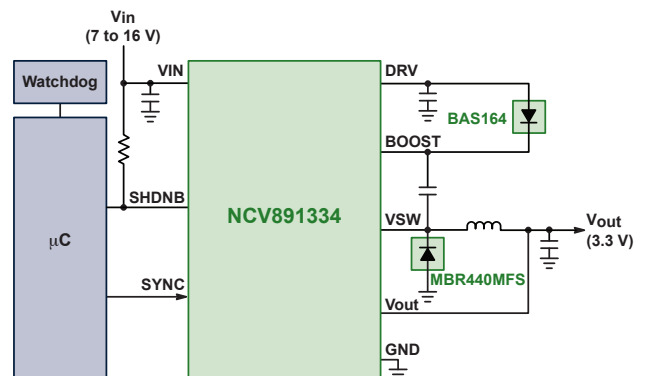 Vin
(7 to 16 V)
Watchdog
VIN
DRV
BAS164
BOOST
SHDNB
NCV891334
VSW
Vout
(3.3 V)
μC
MBR440MFS
SYNC
Vout
GND